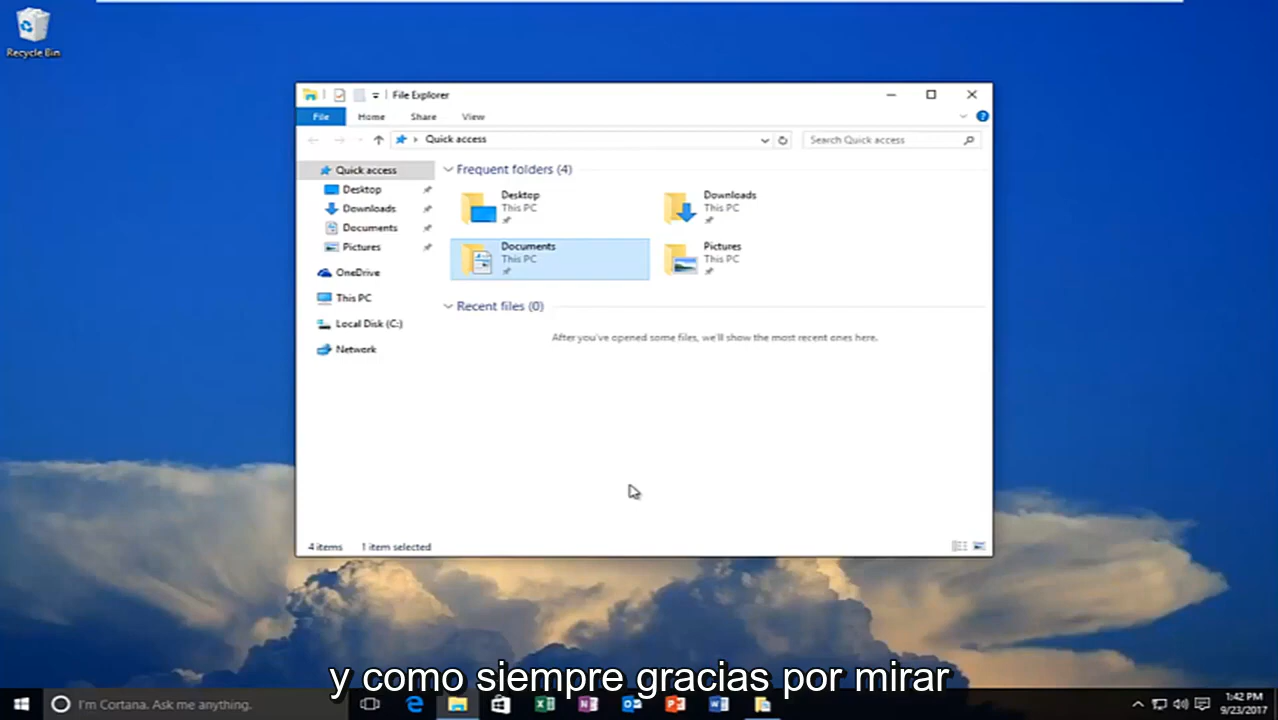 Recycle Bin
File Explorer
File Home Share View
Quick access
Search Quick access
Quick access
Desktop
Downloads
Documents
Pictures
OneDrive
This PC
Local Disk (C:)
Network
Frequent folders (4)
Desktop
This PC
Downloads
This PC
Documents
This PC
Pictures
This PC
Recent files (0)
After you've opened some files, we'll show the most recent ones here.
4 items 1 item selected
y como siempre gracias por mirar
I'm Cortana. Ask me anything.
1:42 PM
9/23/2017